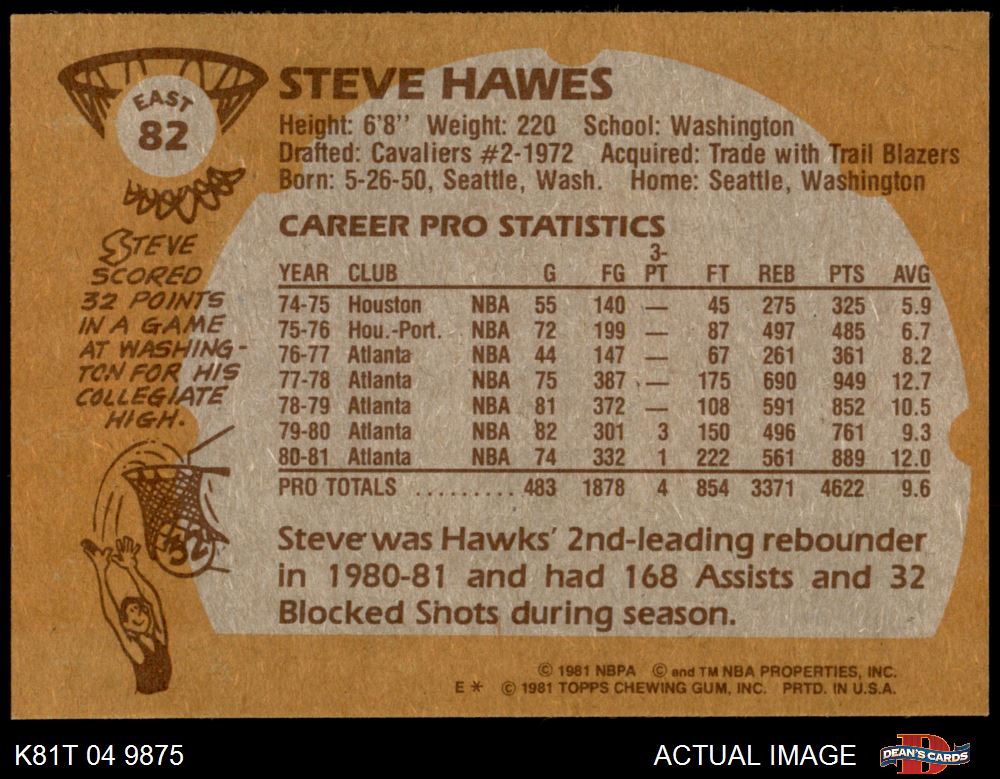 EAST
82
STEVE HAWES
Height: 6'8'' Weight: 220 School: Washington
Drafted: Cavaliers #2-1972 Acquired: Trade with Trail Blazers
Born: 5-26-50, Seattle, Wash. Home: Seattle, Washington
STEVE
SCORED
32 POINTS
IN A GAME
AT WASHING-
TON FOR HIS
COLLEGIATE
HIGH.
32
CAREER PRO STATISTICS
YEAR CLUB G FG 3-PT FT REB PTS AVG
74-75 Houston NBA 55 140 — 45 275 325 5.9
75-76 Hou.-Port. NBA 72 199 — 87 497 485 6.7
76-77 Atlanta NBA 44 147 — 67 261 361 8.2
77-78 Atlanta NBA 75 387 — 175 690 949 12.7
78-79 Atlanta NBA 81 372 — 108 591 852 10.5
79-80 Atlanta NBA 82 301 3 150 496 761 9.3
80-81 Atlanta NBA 74 332 1 222 561 889 12.0
PRO TOTALS ......... 483 1878 4 854 3371 4622 9.6
Steve was Hawks' 2nd-leading rebounder
in 1980-81 and had 168 Assists and 32
Blocked Shots during season.
© 1981 NBPA © and TM NBA PROPERTIES, INC.
E * © 1981 TOPPS CHEWING GUM, INC. PRTD. IN U.S.A.
K81T 04 9875
ACTUAL IMAGE
DEAN'S CARDS